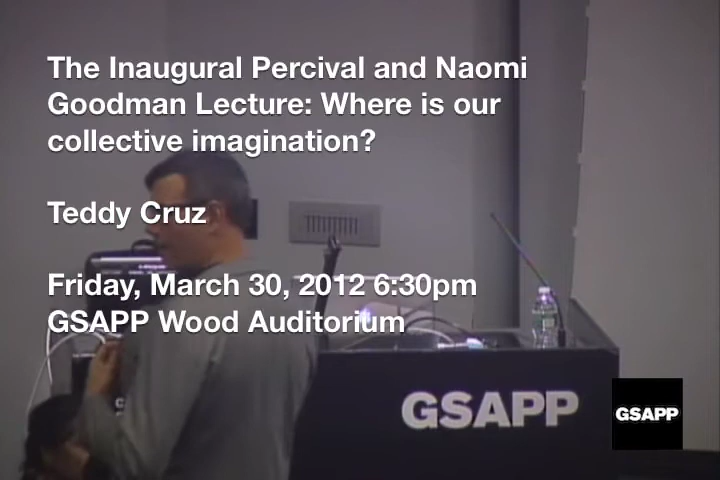 The Inaugural Percival and Naomi
Goodman Lecture: Where is our
collective imagination?
Teddy Cruz
Friday, March 30, 2012 6:30pm
GSAPP Wood Auditorium
GSAPP
GSAPP